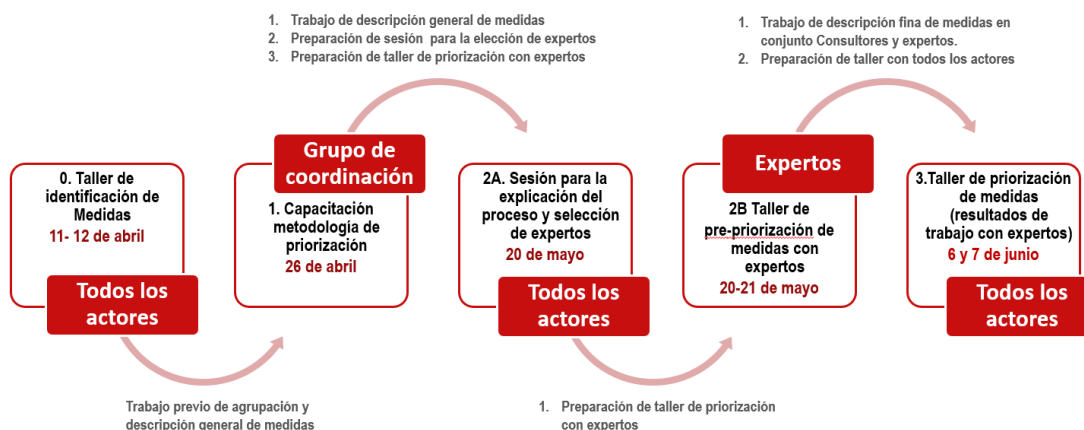 1. Trabajo de descripción general de medidas
2. Preparación de sesión para la elección de expertos
3. Preparación de taller de priorización con expertos
1. Trabajo de descripción fina de medidas en
conjunto Consultores y expertos.
2. Preparación de taller con todos los actores
0. Taller de
identificación de
Medidas
11- 12 de abril
Todos los
actores
Grupo de
coordinación
1. Capacitación
metodología de
priorización
26 de abril
2A. Sesión para la
explicación del
proceso y selección
de expertos
20 de mayo
Todos los
actores
Expertos
2B Taller de
pre-priorización de
medidas con
expertos
20-21 de mayo
3.Taller de priorización
de medidas
(resultados de
trabajo con expertos)
6 y 7 de junio
Todos los
actores
Trabajo previo de agrupación y
descripción general de medidas
1. Preparación de taller de priorización
con expertos